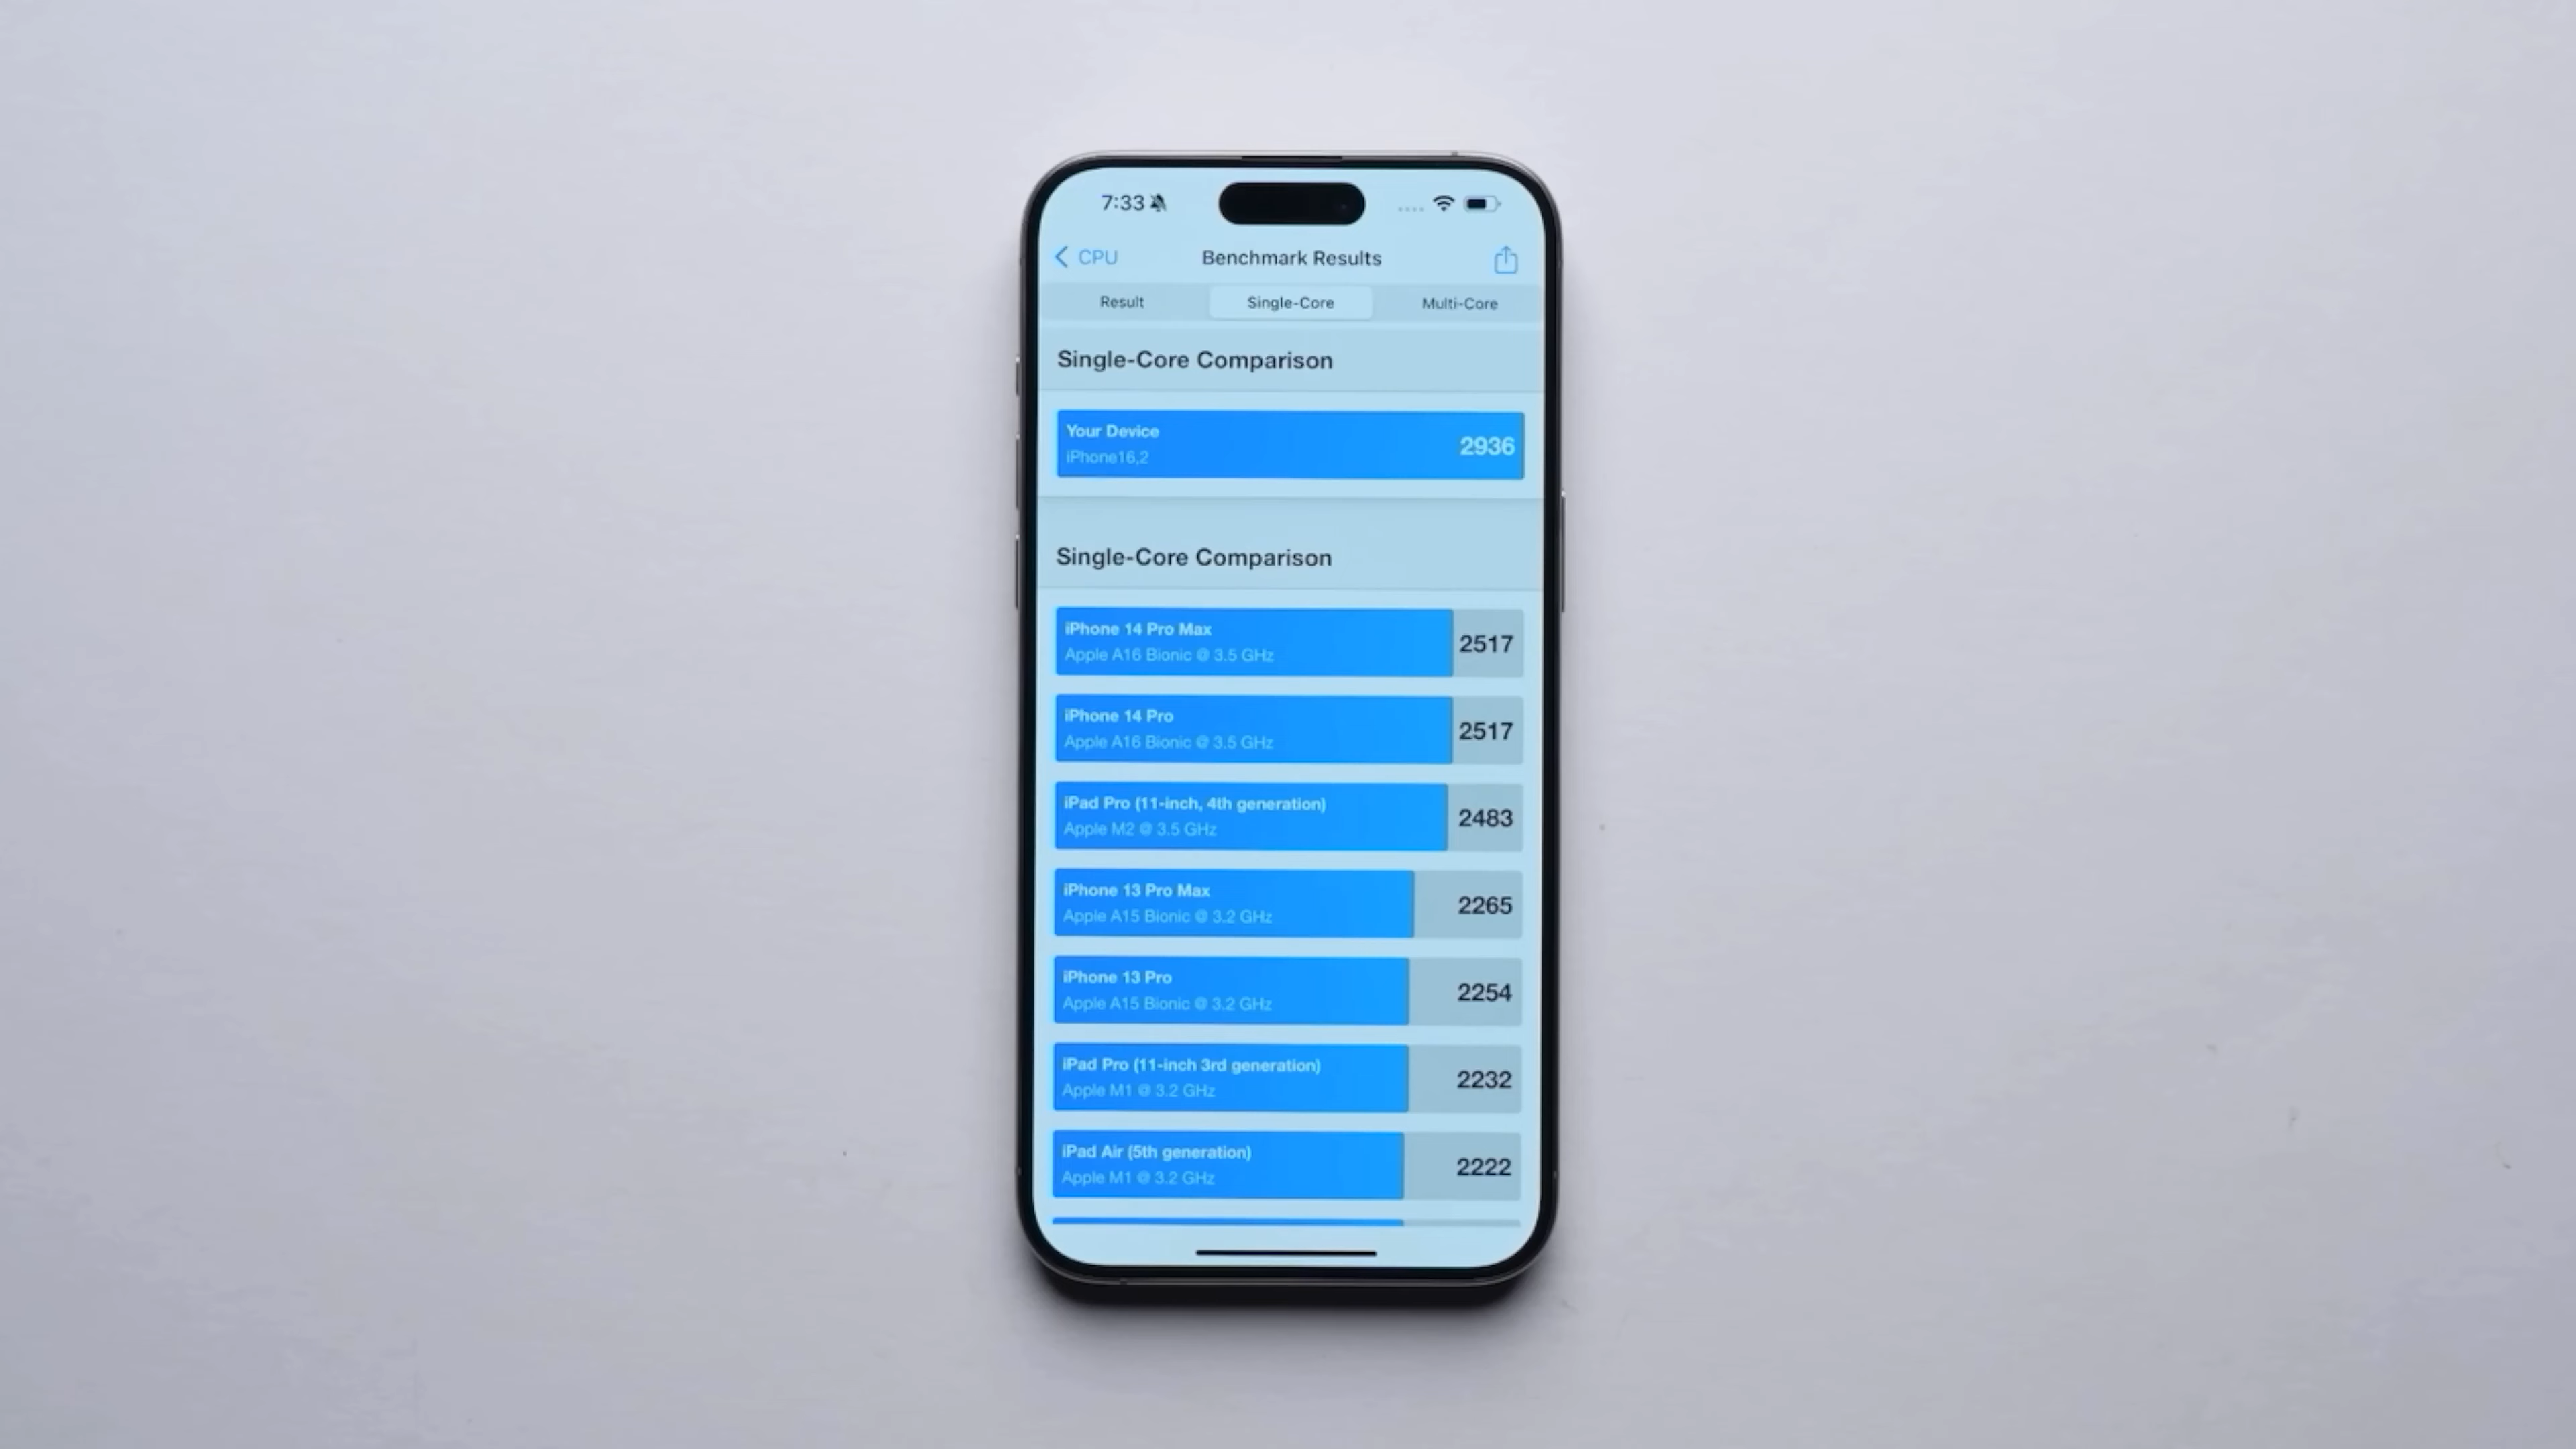 7:33
CPU
Benchmark Results
Result
Single-Core
Multi-Core
Single-Core Comparison
Your Device
iPhone16,2
2936
Single-Core Comparison
iPhone 14 Pro Max
Apple A16 Bionic @ 3.5 GHz
2517
iPhone 14 Pro
Apple A16 Bionic @ 3.5 GHz
2517
iPad Pro (11-inch, 4th generation)
Apple M2 @ 3.5 GHz
2483
iPhone 13 Pro Max
Apple A15 Bionic @ 3.2 GHz
2265
iPhone 13 Pro
Apple A15 Bionic @ 3.2 GHz
2254
iPad Pro (11-inch 3rd generation)
Apple M1 @ 3.2 GHz
2232
iPad Air (5th generation)
Apple M1 @ 3.2 GHz
2222